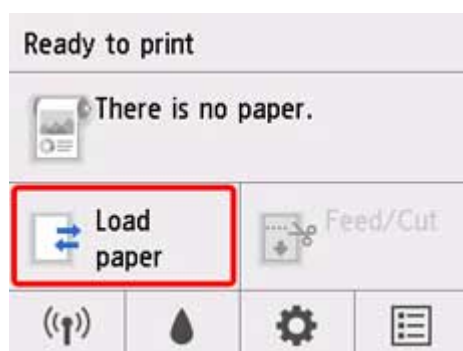 Ready to print
There is no paper.
Load
paper
Feed/Cut